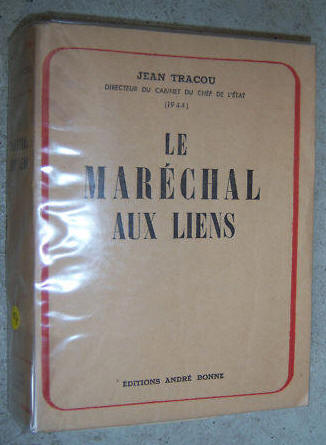 JEAN TRACOU
DIRECTEUR DU CABINET DU CHEF DE L'ÉTAT
(1944)
LE
MARÉCHAL
AUX LIENS
ÉDITIONS ANDRÉ BONNE